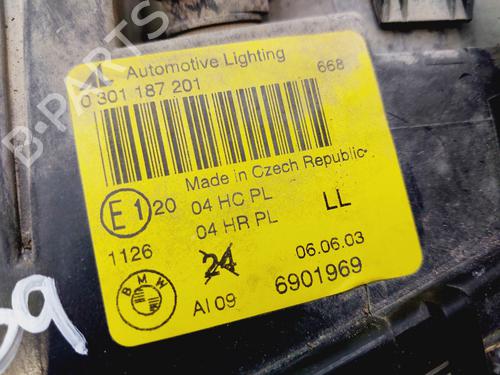 B-PARTS
Automotive Lighting
0 301 187 201 668
Made in Czech Republic
E1 20 04 HC PL LL
04 HR PL
1126
24 06.06.03
BMW AI 09 6901969